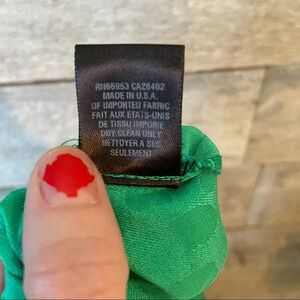 RN66953 CA26402
MADE IN U.S.A.
OF IMPORTED FABRIC
FAIT AUX ETATS-UNIS
DE TISSU IMPORTE
DRY CLEAN ONLY
NETTOYER A SEC
SEULEMENT